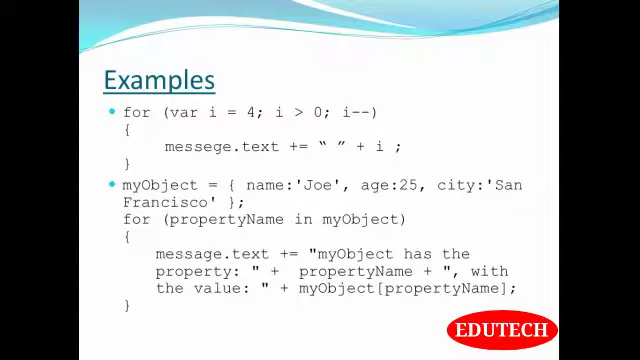 Examples
• for (var i = 4; i > 0; i--)
{
messege.text += “ ” + i ;
}
• myObject = { name:'Joe', age:25, city:'San
Francisco' };
for (propertyName in myObject)
{
message.text += "myObject has the
property: " + propertyName + ", with
the value: " + myObject[propertyName];
}
EDUTECH